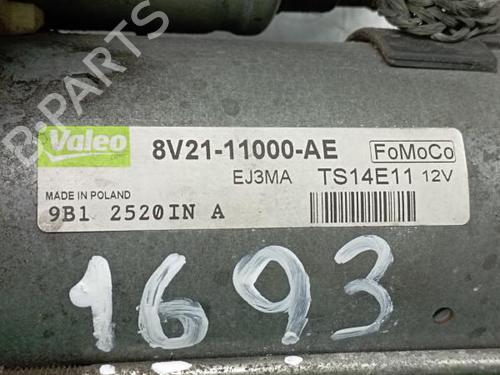 B-PARTS
Valeo
8V21-11000-AE
FoMoCo
EJ3MA TS14E11 12V
MADE IN POLAND
9B1 2520IN A
1693